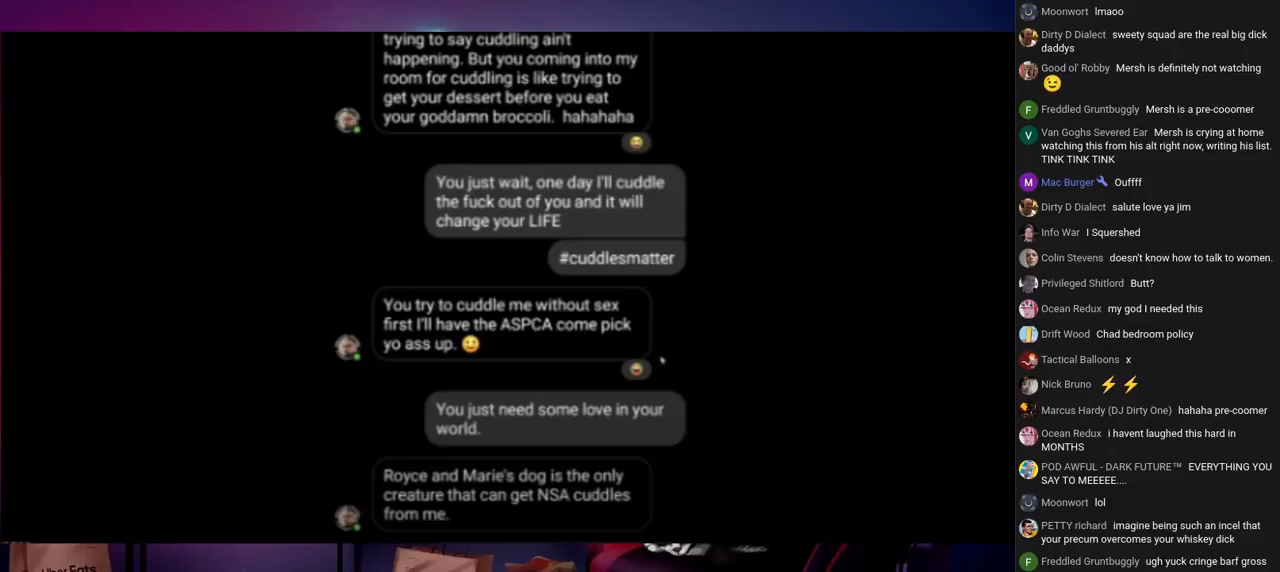 trying to say cuddling ain't
happening. But you coming into my
room for cuddling is like trying to
get your dessert before you eat
your goddamn broccoli. hahahaha
You just wait, one day I'll cuddle
the fuck out of you and it will
change your LIFE
#cuddlesmatter
You try to cuddle me without sex
first I'll have the ASPCA come pick
yo ass up. 😊
You just need some love in your
world.
Royce and Marie's dog is the only
creature that can get NSA cuddles
from me.
Uber Eats
Moonwort lmaoo
Dirty D Dialect sweety squad are the real big dick
daddys
Good ol' Robby Mersh is definitely not watching
😉
F Freddled Gruntbuggly Mersh is a pre-cooomer
V Van Goghs Severed Ear Mersh is crying at home
watching this from his alt right now, writing his list.
TINK TINK TINK
M Mac Burger 🔧 Ouffff
Dirty D Dialect salute love ya jim
Info War I Squershed
Colin Stevens doesn't know how to talk to women.
Privileged Shitlord Butt?
Ocean Redux my god I needed this
Drift Wood Chad bedroom policy
Tactical Balloons x
Nick Bruno ⚡⚡
Marcus Hardy (DJ Dirty One) hahaha pre-coomer
Ocean Redux i havent laughed this hard in
MONTHS
POD AWFUL - DARK FUTURE™ EVERYTHING YOU
SAY TO MEEEEE....
Moonwort lol
PETTY richard imagine being such an incel that
your precum overcomes your whiskey dick
F Freddled Gruntbuggly ugh yuck cringe barf gross